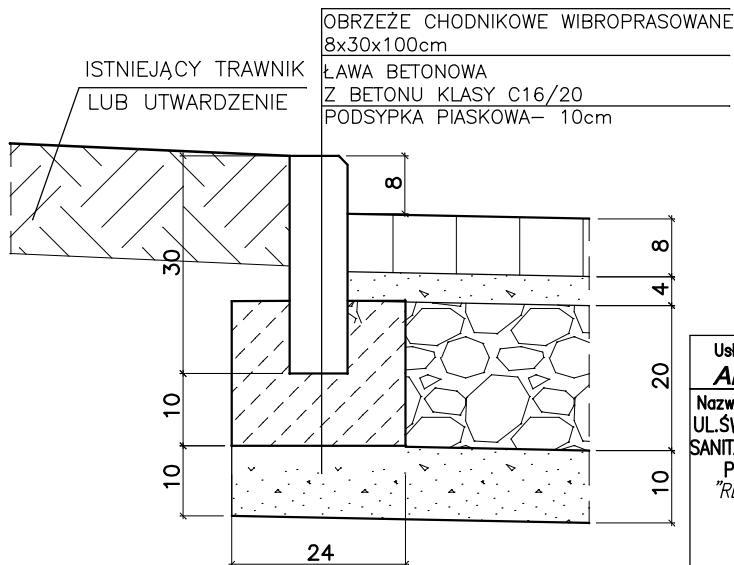 OBRZEŻE CHODNIKOWE WIBROPRASOWANE
8x30x100cm
ISTNIEJĄCY TRAWNIK
LUB UTWARDZENIE
ŁAWA BETONOWA
Z BETONU KLASY C16/20
PODSYPKA PIASKOWA– 10cm
8
30
8
4
20
10
10
10
24